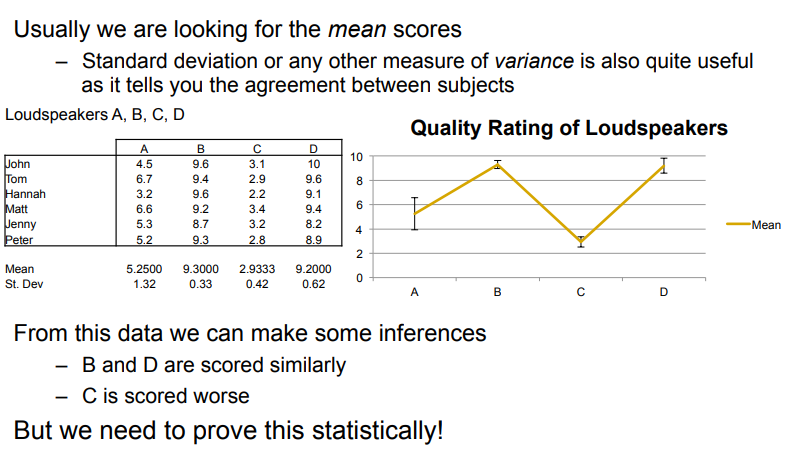 Usually we are looking for the mean scores
– Standard deviation or any other measure of variance is also quite useful
as it tells you the agreement between subjects
Loudspeakers A, B, C, D
A B C D
John 4.5 9.6 3.1 10
Tom 6.7 9.4 2.9 9.6
Hannah 3.2 9.6 2.2 9.1
Matt 6.6 9.2 3.4 9.4
Jenny 5.3 8.7 3.2 8.2
Peter 5.2 9.3 2.8 8.9
Mean 5.2500 9.3000 2.9333 9.2000
St. Dev 1.32 0.33 0.42 0.62
Quality Rating of Loudspeakers
10
8
6
4
2
0
A B C D
Mean
From this data we can make some inferences
– B and D are scored similarly
– C is scored worse
But we need to prove this statistically!